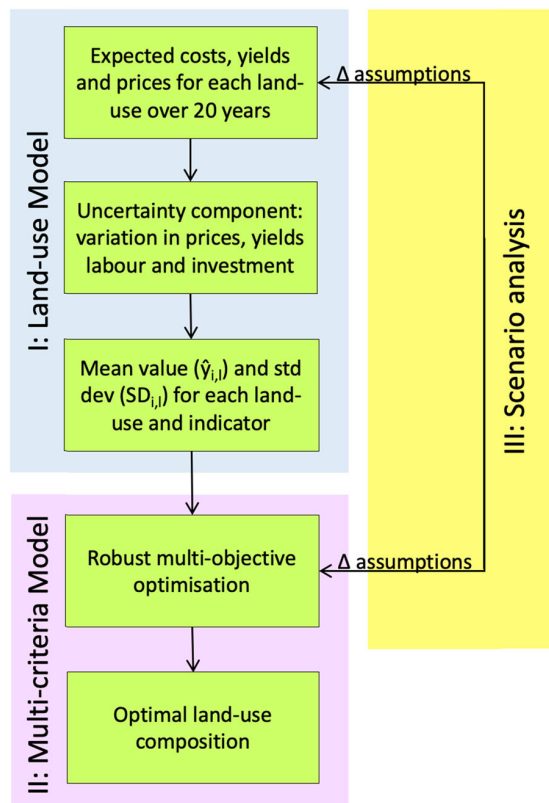 I: Land-use Model
Expected costs, yields
and prices for each land-
use over 20 years
Δ assumptions
Uncertainty component:
variation in prices, yields
labour and investment
Mean value (ŷi,l) and std
dev (SDi,l) for each land-
use and indicator
III: Scenario analysis
II: Multi-criteria Model
Robust multi-objective
optimisation
Δ assumptions
Optimal land-use
composition